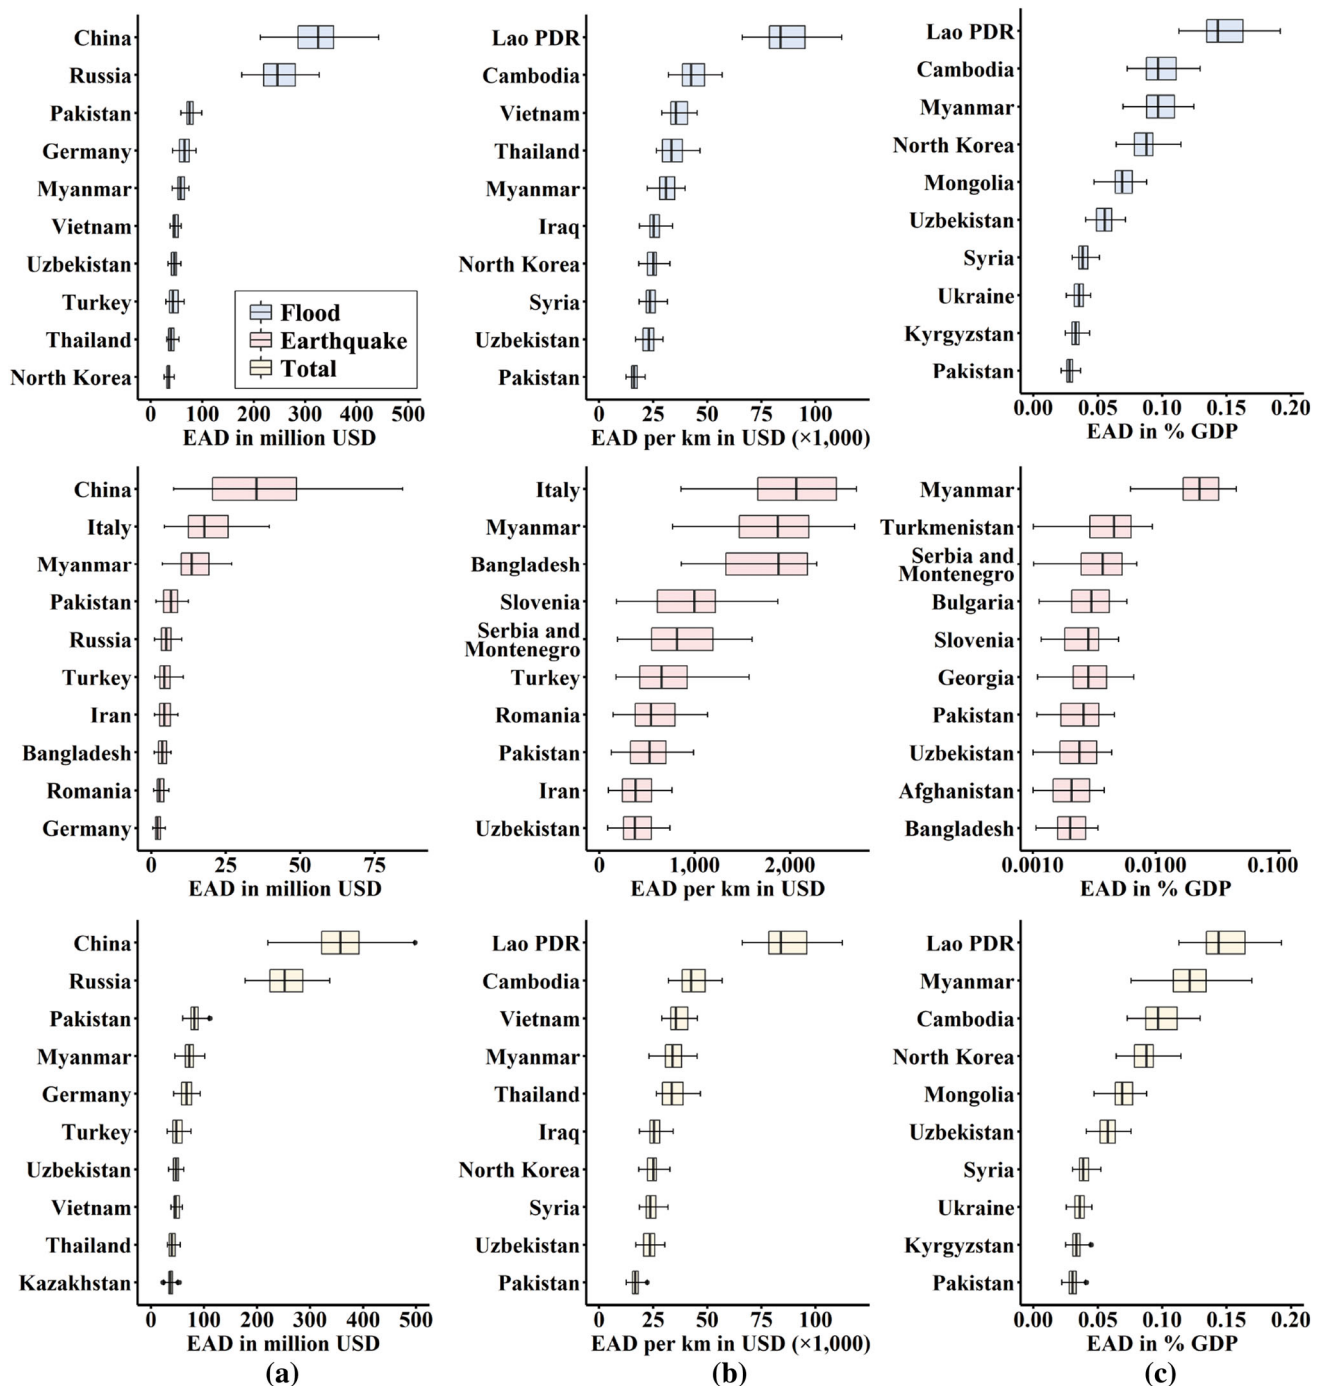 China
Russia
Pakistan
Germany
Myanmar
Vietnam
Uzbekistan
Turkey
Thailand
North Korea
Flood
Earthquake
Total
0 100 200 300 400 500
EAD in million USD
Lao PDR
Cambodia
Vietnam
Thailand
Myanmar
Iraq
North Korea
Syria
Uzbekistan
Pakistan
0 25 50 75 100
EAD per km in USD (×1,000)
Lao PDR
Cambodia
Myanmar
North Korea
Mongolia
Uzbekistan
Syria
Ukraine
Kyrgyzstan
Pakistan
0.00 0.05 0.10 0.15 0.20
EAD in % GDP
China
Italy
Myanmar
Pakistan
Russia
Turkey
Iran
Bangladesh
Romania
Germany
0 25 50 75
EAD in million USD
Italy
Myanmar
Bangladesh
Slovenia
Serbia and
Montenegro
Turkey
Romania
Pakistan
Iran
Uzbekistan
0 1,000 2,000
EAD per km in USD
Myanmar
Turkmenistan
Serbia and
Montenegro
Bulgaria
Slovenia
Georgia
Pakistan
Uzbekistan
Afghanistan
Bangladesh
0.0010 0.0100 0.100
EAD in % GDP
China
Russia
Pakistan
Myanmar
Germany
Turkey
Uzbekistan
Vietnam
Thailand
Kazakhstan
0 100 200 300 400 500
EAD in million USD
(a)
Lao PDR
Cambodia
Vietnam
Myanmar
Thailand
Iraq
North Korea
Syria
Uzbekistan
Pakistan
0 25 50 75 100
EAD per km in USD (×1,000)
(b)
Lao PDR
Myanmar
Cambodia
North Korea
Mongolia
Uzbekistan
Syria
Ukraine
Kyrgyzstan
Pakistan
0.00 0.05 0.10 0.15 0.20
EAD in % GDP
(c)